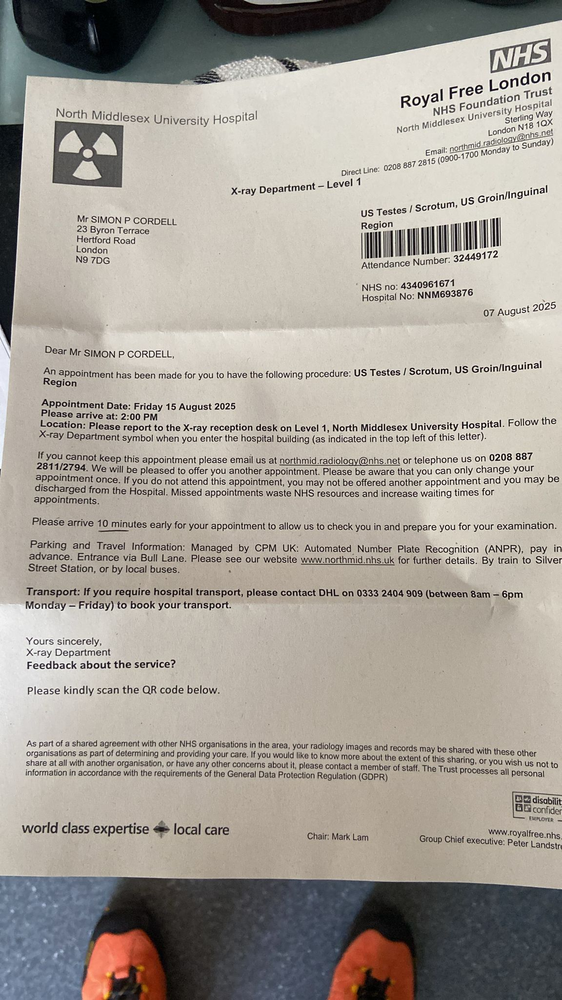 NHS
Royal Free London
NHS Foundation Trust
North Middlesex University Hospital
Sterling Way
London N18 1QX
Email: northmid.radiology@nhs.net
Direct Line: 0208 887 2815 (0900-1700 Monday to Sunday)
North Middlesex University Hospital
X-ray Department – Level 1
Mr SIMON P CORDELL
23 Byron Terrace
Hertford Road
London
N9 7DG
US Testes / Scrotum, US Groin/Inguinal
Region
Attendance Number: 32449172
NHS no: 4340961671
Hospital No: NNM693876
07 August 2025
Dear Mr SIMON P CORDELL,
An appointment has been made for you to have the following procedure: US Testes / Scrotum, US Groin/Inguinal
Region
Appointment Date: Friday 15 August 2025
Please arrive at: 2:00 PM
Location: Please report to the X-ray reception desk on Level 1, North Middlesex University Hospital. Follow the
X-ray Department symbol when you enter the hospital building (as indicated in the top left of this letter).
If you cannot keep this appointment please email us at northmid.radiology@nhs.net or telephone us on 0208 887
2811/2794. We will be pleased to offer you another appointment. Please be aware that you can only change your
appointment once. If you do not attend this appointment, you may not be offered another appointment and you may be
discharged from the Hospital. Missed appointments waste NHS resources and increase waiting times for
appointments.
Please arrive 10 minutes early for your appointment to allow us to check you in and prepare you for your examination.
Parking and Travel Information: Managed by CPM UK: Automated Number Plate Recognition (ANPR), pay in
advance. Entrance via Bull Lane. Please see our website www.northmid.nhs.uk for further details. By train to Silver
Street Station, or by local buses.
Transport: If you require hospital transport, please contact DHL on 0333 2404 909 (between 8am – 6pm
Monday – Friday) to book your transport.
Yours sincerely,
X-ray Department
Feedback about the service?
Please kindly scan the QR code below.
As part of a shared agreement with other NHS organisations in the area, your radiology images and records may be shared with these other
organisations as part of determining and providing your care. If you would like to know more about the extent of this sharing, or you wish us not to
share at all with another organisation, or have any other concerns about it, please contact a member of staff. The Trust processes all personal
information in accordance with the requirements of the General Data Protection Regulation (GDPR)
disabilit
confiden
EMPLOYER
world class expertise local care
Chair: Mark Lam
www.royalfree.nhs.
Group Chief executive: Peter Landstr